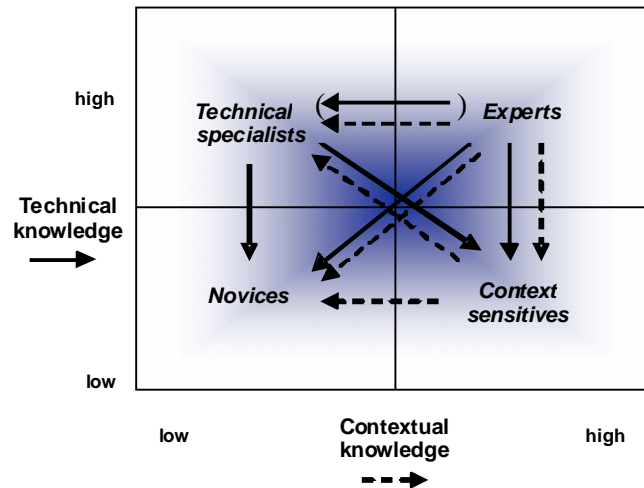 high
Technical
specialists
( )
Experts
Technical
knowledge
Novices
Context
sensitives
low
low
Contextual
knowledge
high